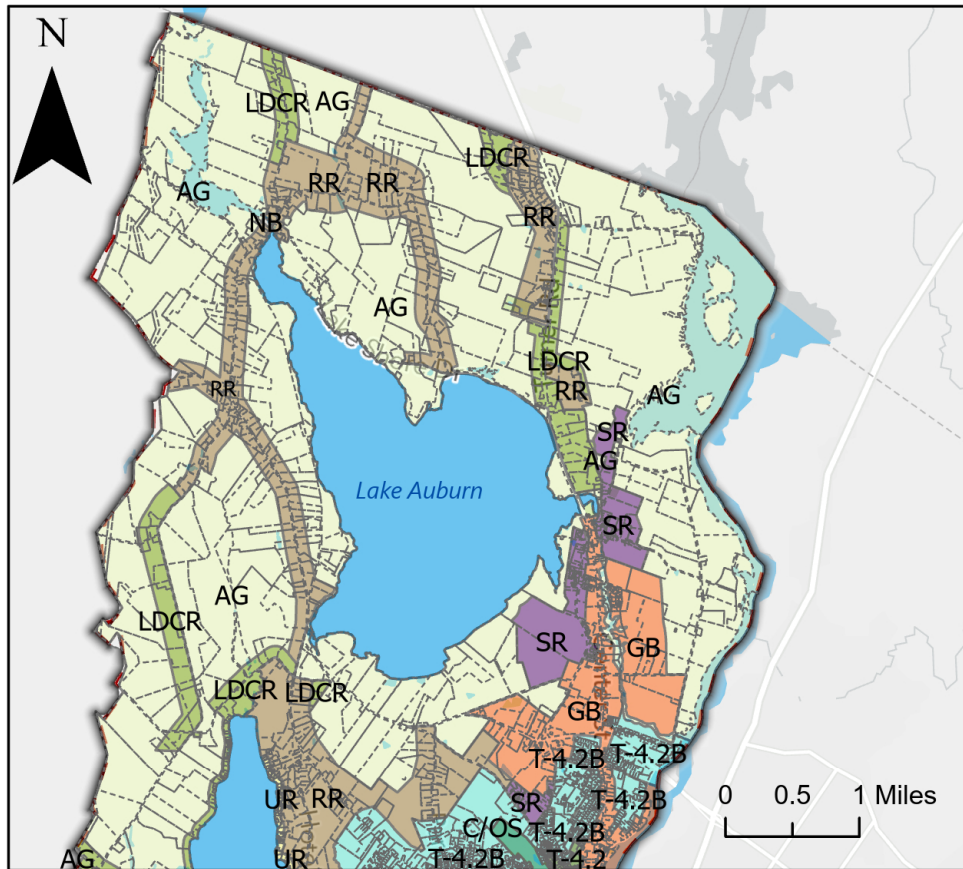 N
LDCR
AG
LDCR
RR
RR
AG
RR
NB
AG
LDCR
RR
RR
AG
SR
AG
Lake Auburn
SR
AG
LDCR
SR
GB
LDCR
LDCR
GB
T-4.2B
T-4.2B
UR
RR
SR
T-4.2B
0 0.5 1 Miles
C/OS
T-4.2B
AG
UR
T-4.2B
T-4.2